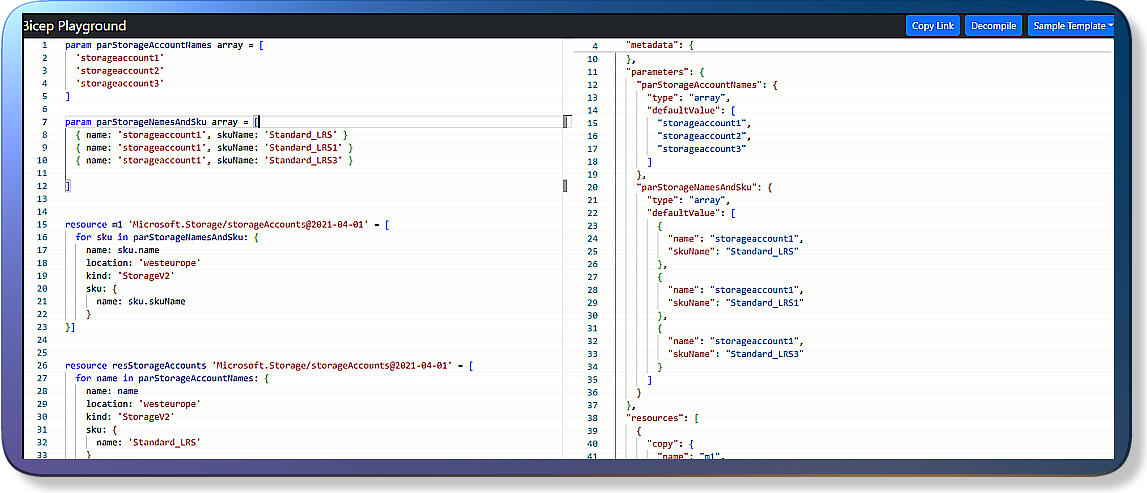 Bicep Playground
Copy Link
Decompile
Sample Template
1 param parStorageAccountNames array = [
2 'storageaccount1'
3 'storageaccount2'
4 'storageaccount3'
5 ]
6
7 param parStorageNamesAndSku array = [
8 { name: 'storageaccount1', skuName: 'Standard_LRS' }
9 { name: 'storageaccount1', skuName: 'Standard_LRS1' }
10 { name: 'storageaccount1', skuName: 'Standard_LRS3' }
11
12 ]
13
14
15 resource m1 'Microsoft.Storage/storageAccounts@2021-04-01' = [
16 for sku in parStorageNamesAndSku: {
17 name: sku.name
18 location: 'westeurope'
19 kind: 'StorageV2'
20 sku: {
21 name: sku.skuName
22 }
23 }]
24
25
26 resource resStorageAccounts 'Microsoft.Storage/storageAccounts@2021-04-01' = [
27 for name in parStorageAccountNames: {
28 name: name
29 location: 'westeurope'
30 kind: 'StorageV2'
31 sku: {
32 name: 'Standard_LRS'
33 }
4 "metadata": {
10 },
11 "parameters": {
12 "parStorageAccountNames": {
13 "type": "array",
14 "defaultValue": [
15 "storageaccount1",
16 "storageaccount2",
17 "storageaccount3"
18 ]
19 },
20 "parStorageNamesAndSku": {
21 "type": "array",
22 "defaultValue": [
23 {
24 "name": "storageaccount1",
25 "skuName": "Standard_LRS"
26 },
27 {
28 "name": "storageaccount1",
29 "skuName": "Standard_LRS1"
30 },
31 {
32 "name": "storageaccount1",
33 "skuName": "Standard_LRS3"
34 }
35 ]
36 }
37 },
38 "resources": [
39 {
40 "copy": {
41 "name": "m1",